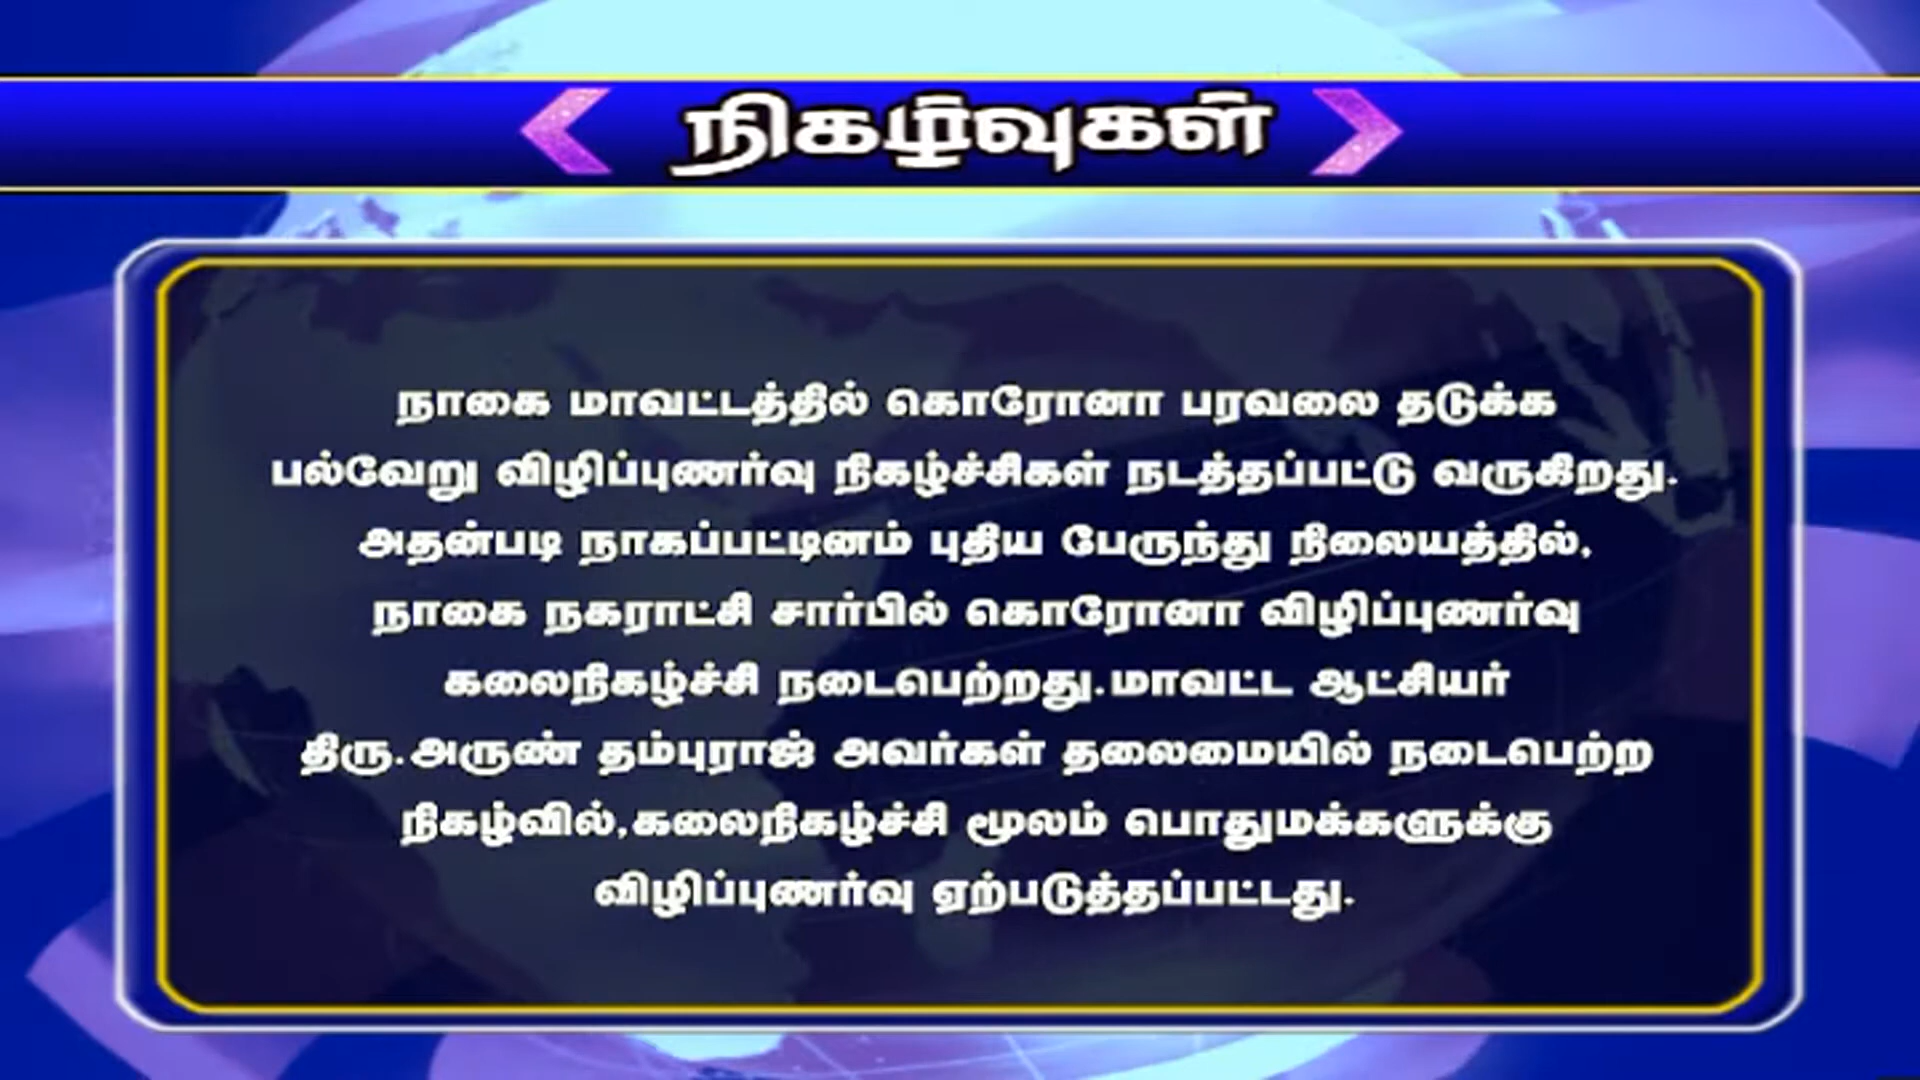 நிகழ்வுகள்
நாகை மாவட்டத்தில் கொரோனா பரவலை தடுக்க
பல்வேறு விழிப்புணர்வு நிகழ்ச்சிகள் நடத்தப்பட்டு வருகிறது.
அதன்படி நாகப்பட்டினம் புதிய பேருந்து நிலையத்தில்,
நாகை நகராட்சி சார்பில் கொரோனா விழிப்புணர்வு
கலைநிகழ்ச்சி நடைபெற்றது.மாவட்ட ஆட்சியர்
திரு.அருண் தம்புராஜ் அவர்கள் தலைமையில் நடைபெற்ற
நிகழ்வில்,கலைநிகழ்ச்சி மூலம் பொதுமக்களுக்கு
விழிப்புணர்வு ஏற்படுத்தப்பட்டது.